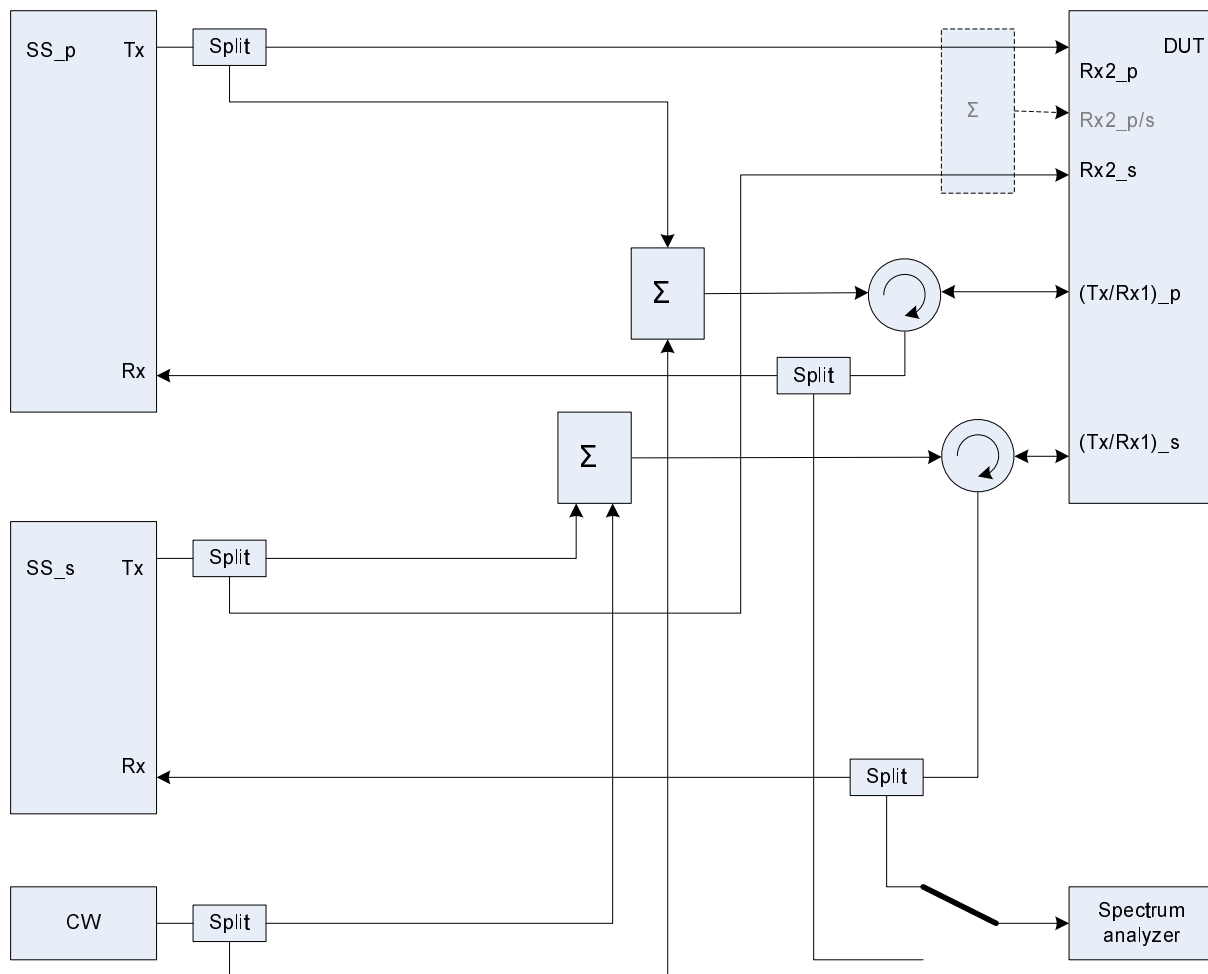 SS_p
Tx
Split
DUT
Rx2_p
Σ
Rx2_p/s
Rx2_s
Σ
(Tx/Rx1)_p
Rx
Split
Σ
(Tx/Rx1)_s
SS_s
Tx
Split
Rx
Split
CW
Split
Spectrum
analyzer